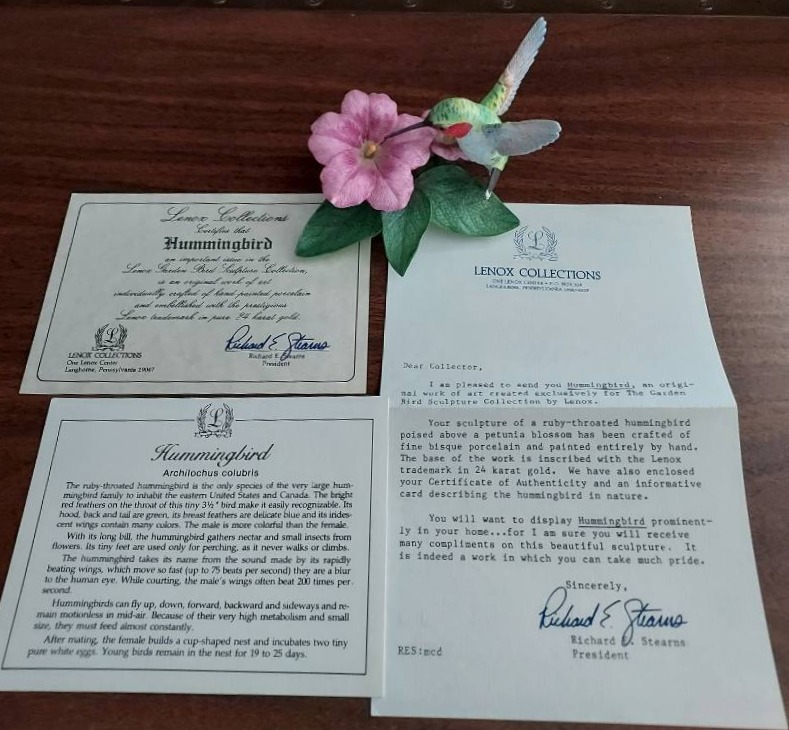 Lenox Collections
Certifies that
Hummingbird
an important issue in the
Lenox Garden Bird Sculpture Collection,
is an original work of art
individually crafted of hand painted porcelain
and embellished with the prestigious
Lenox trademark in pure 24 karat gold.
L
LENOX COLLECTIONS
One Lenox Center
Langhorne, Pennsylvania 19047
Richard E. Stearns
Richard E. Stearns
President
L
Hummingbird
Archilochus colubris
The ruby-throated hummingbird is the only species of the very large hum-
mingbird family to inhabit the eastern United States and Canada. The bright
red feathers on the throat of this tiny 3½" bird make it easily recognizable. Its
hood, back and tail are green, its breast feathers are delicate blue and its irides-
cent wings contain many colors. The male is more colorful than the female.
With its long bill, the hummingbird gathers nectar and small insects from
flowers. Its tiny feet are used only for perching, as it never walks or climbs.
The hummingbird takes its name from the sound made by its rapidly
beating wings, which move so fast (up to 75 beats per second) they are a blur
to the human eye. While courting, the male's wings often beat 200 times per
second.
Hummingbirds can fly up, down, forward, backward and sideways and re-
main motionless in mid-air. Because of their very high metabolism and small
size, they must feed almost constantly.
After mating, the female builds a cup-shaped nest and incubates two tiny
pure white eggs. Young birds remain in the nest for 19 to 25 days.
L
LENOX COLLECTIONS
ONE LENOX CENTER • P.O. BOX
LANGHORNE, PENNSYLVANIA
Dear Collector,
I am pleased to send you Hummingbird, an origi-
nal work of art created exclusively for The Garden
Bird Sculpture Collection by Lenox.
Your sculpture of a ruby-throated hummingbird
poised above a petunia blossom has been crafted of
fine bisque porcelain and painted entirely by hand.
The base of the work is inscribed with the Lenox
trademark in 24 karat gold. We have also enclosed
your Certificate of Authenticity and an informative
card describing the hummingbird in nature.
You will want to display Hummingbird prominent-
ly in your home...for I am sure you will receive
many compliments on this beautiful sculpture. It
is indeed a work in which you can take much pride.
Sincerely,
Richard E. Stearns
Richard E. Stearns
President
RES:mcd